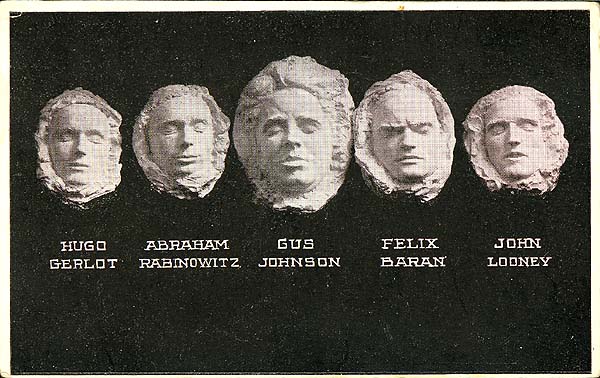 HUGO
GERLOT
ABRAHAM
RABINOWITZ
GUS
JOHNSON
FELIX
BARAN
JOHN
LOONEY